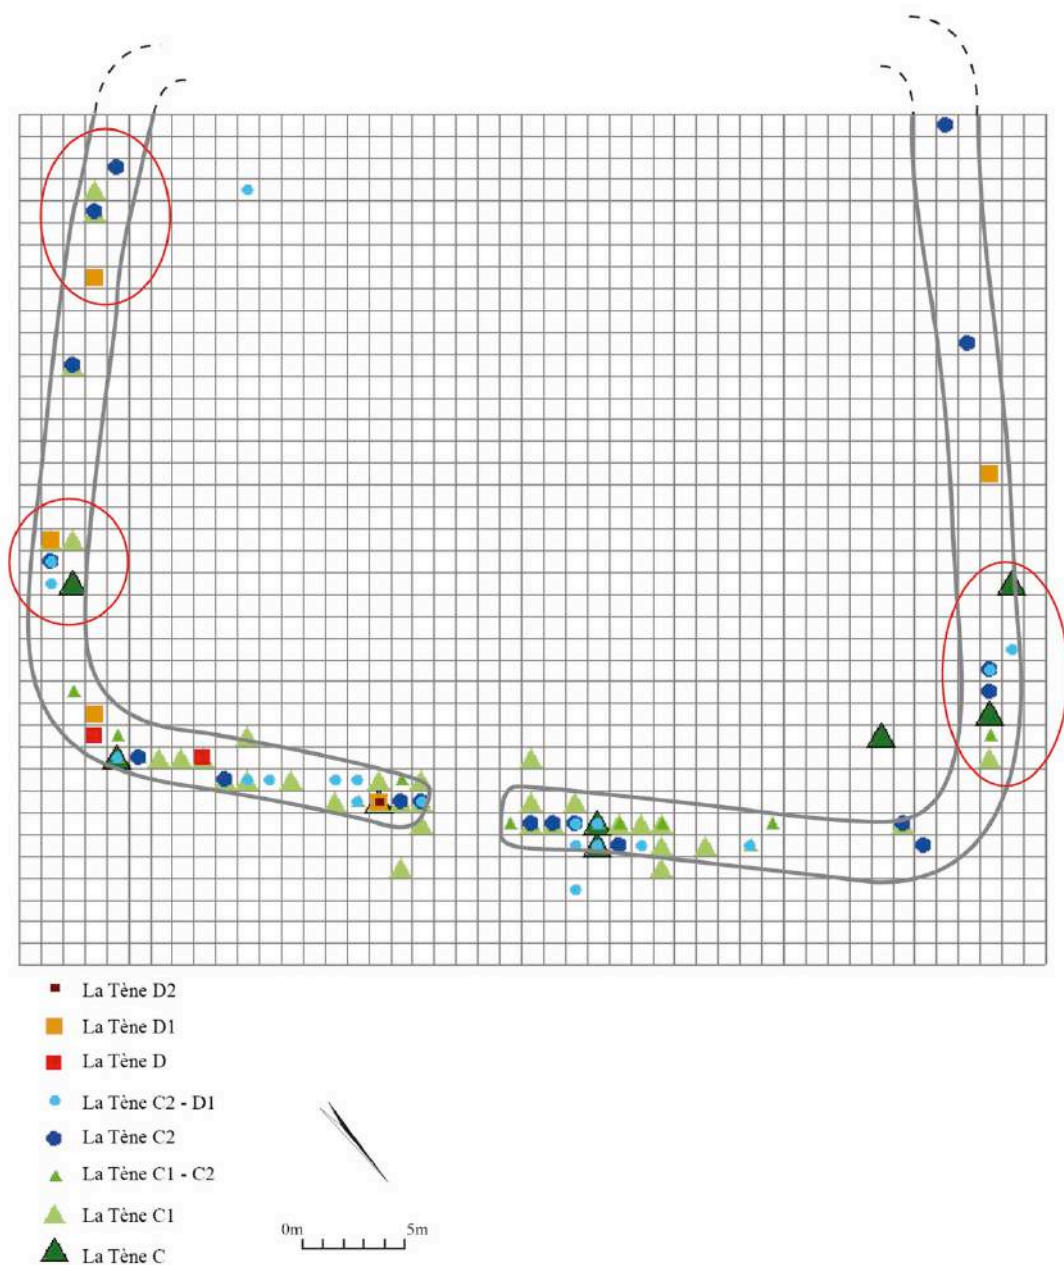 La Tène D2
La Tène D1
La Tène D
La Tène C2 - D1
La Tène C2
La Tène C1 - C2
La Tène C1
La Tène C
0m 5m